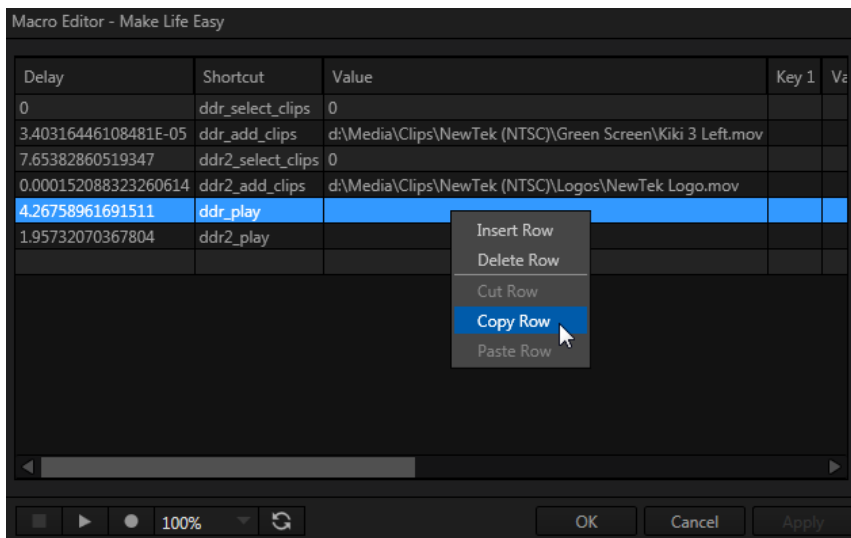 Macro Editor - Make Life Easy
Delay Shortcut Value Key 1 Va
0 ddr_select_clips 0
3.40316446108481E-05 ddr_add_clips d:\Media\Clips\NewTek (NTSC)\Green Screen\Kiki 3 Left.mov
7.65382860519347 ddr2_select_clips 0
0.000152088323260614 ddr2_add_clips d:\Media\Clips\NewTek (NTSC)\Logos\NewTek Logo.mov
4.26758961691511 ddr_play
1.95732070367804 ddr2_play
Insert Row
Delete Row
Cut Row
Copy Row
Paste Row
100% OK Cancel Apply